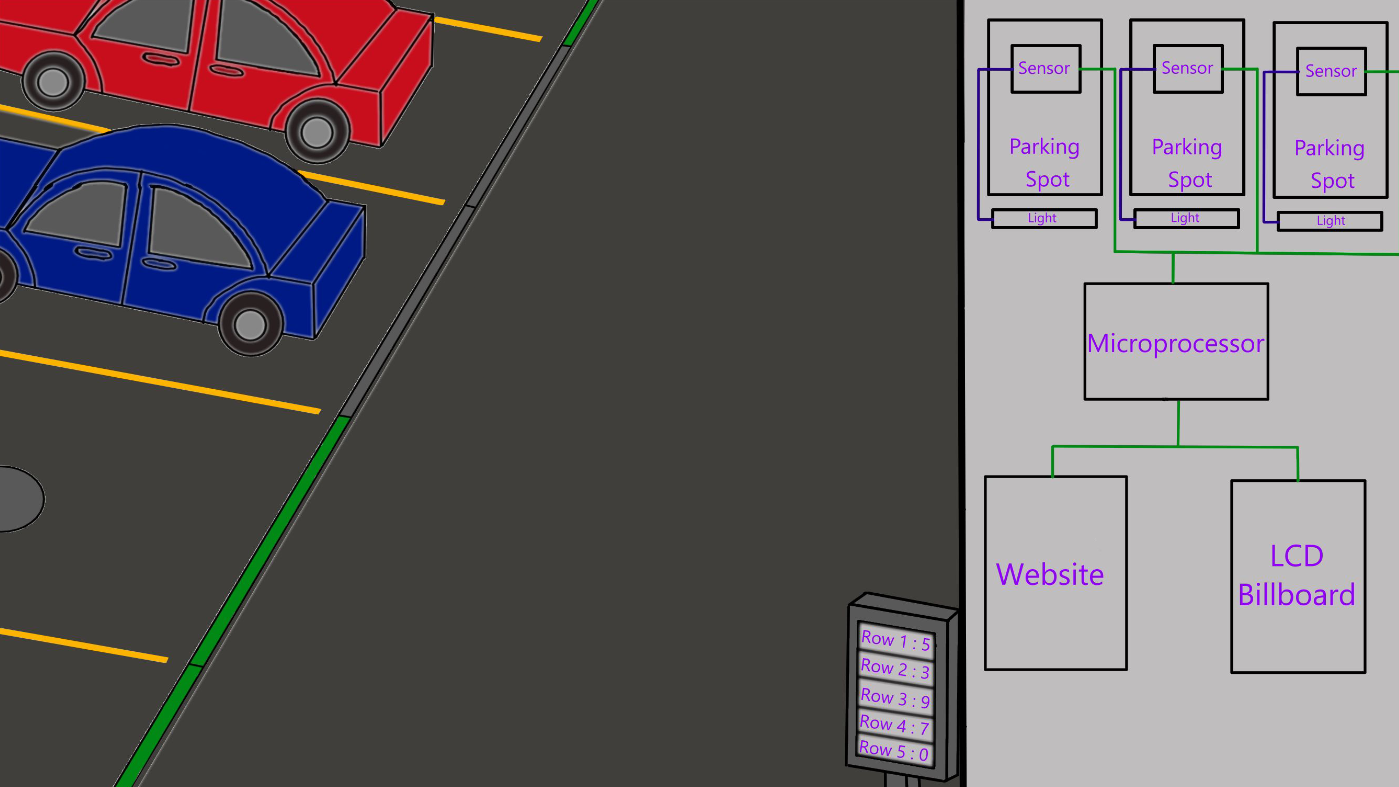 Sensor
Parking
Spot
Light
Sensor
Parking
Spot
Light
Sensor
Parking
Spot
Light
Microprocessor
Website
LCD
Billboard
Row 1 : 5
Row 2 : 3
Row 3 : 9
Row 4 : 7
Row 5 : 0